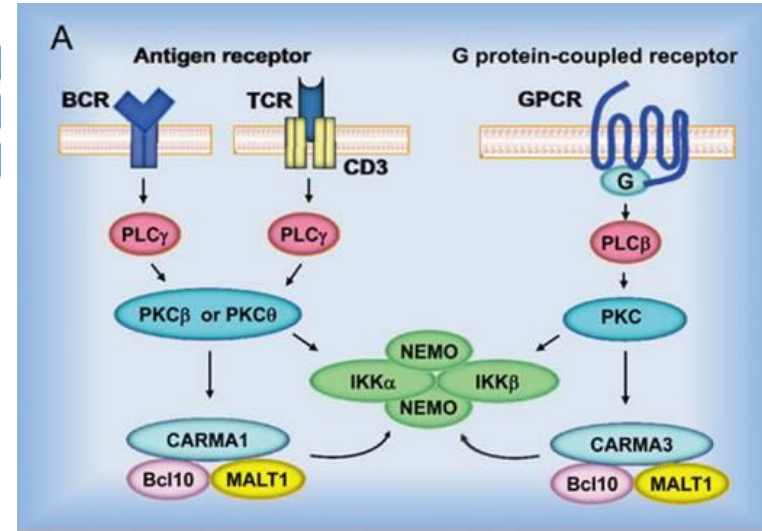 A
Antigen receptor
G protein-coupled receptor
BCR
TCR
CD3
GPCR
G
PLCγ
PLCγ
PLCβ
PKCβ or PKCθ
PKC
NEMO
IKKα
IKKβ
NEMO
CARMA1
Bcl10
MALT1
CARMA3
Bcl10
MALT1